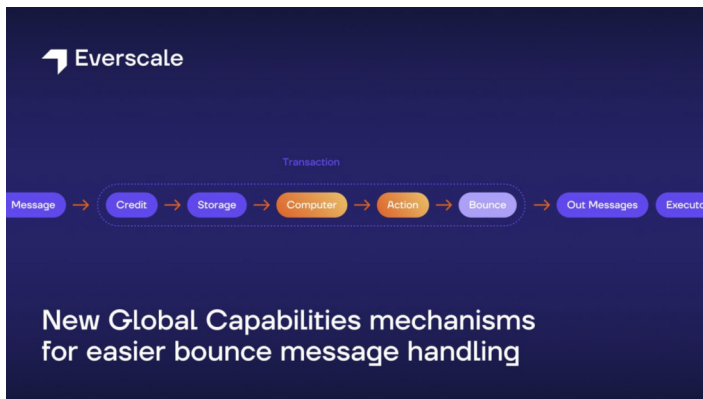 Everscale
Transaction
Message
Credit
Storage
Computer
Action
Bounce
Out Messages
Executo
New Global Capabilities mechanisms
for easier bounce message handling